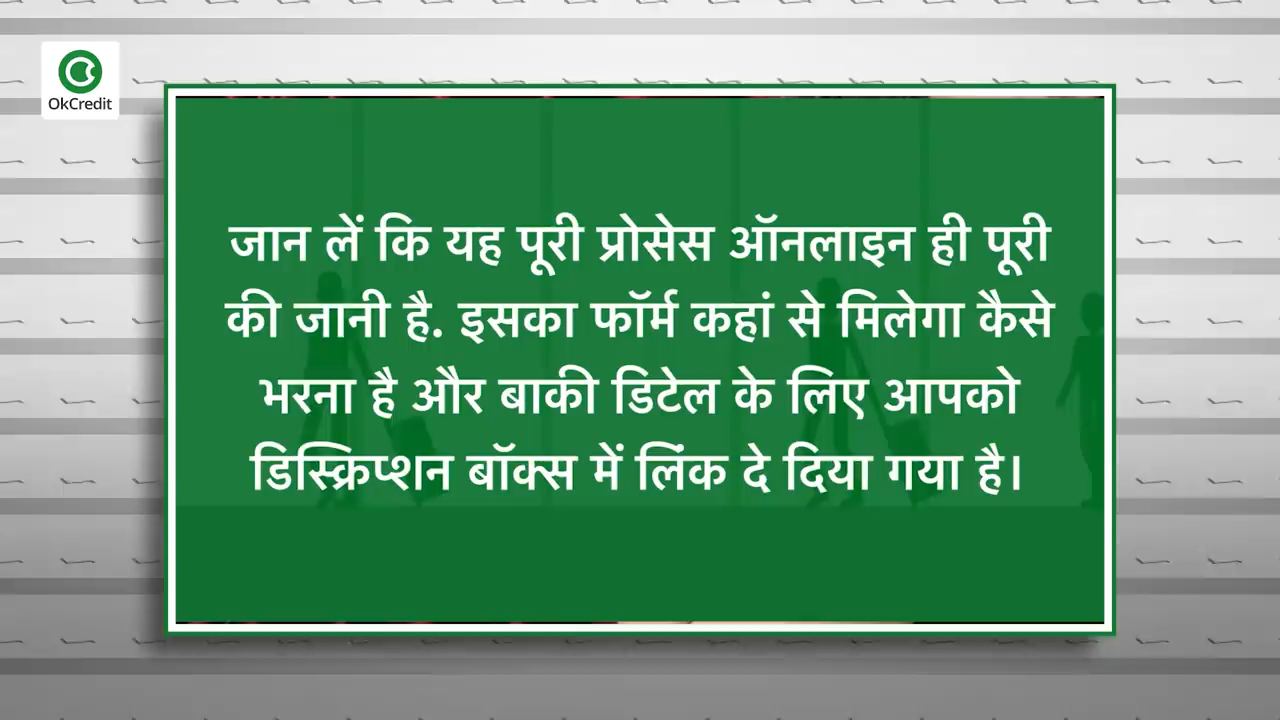 OkCredit
जान लें कि यह पूरी प्रोसेस ऑनलाइन ही पूरी
की जानी है. इसका फॉर्म कहां से मिलेगा कैसे
भरना है और बाकी डिटेल के लिए आपको
डिस्क्रिप्शन बॉक्स में लिंक दे दिया गया है।